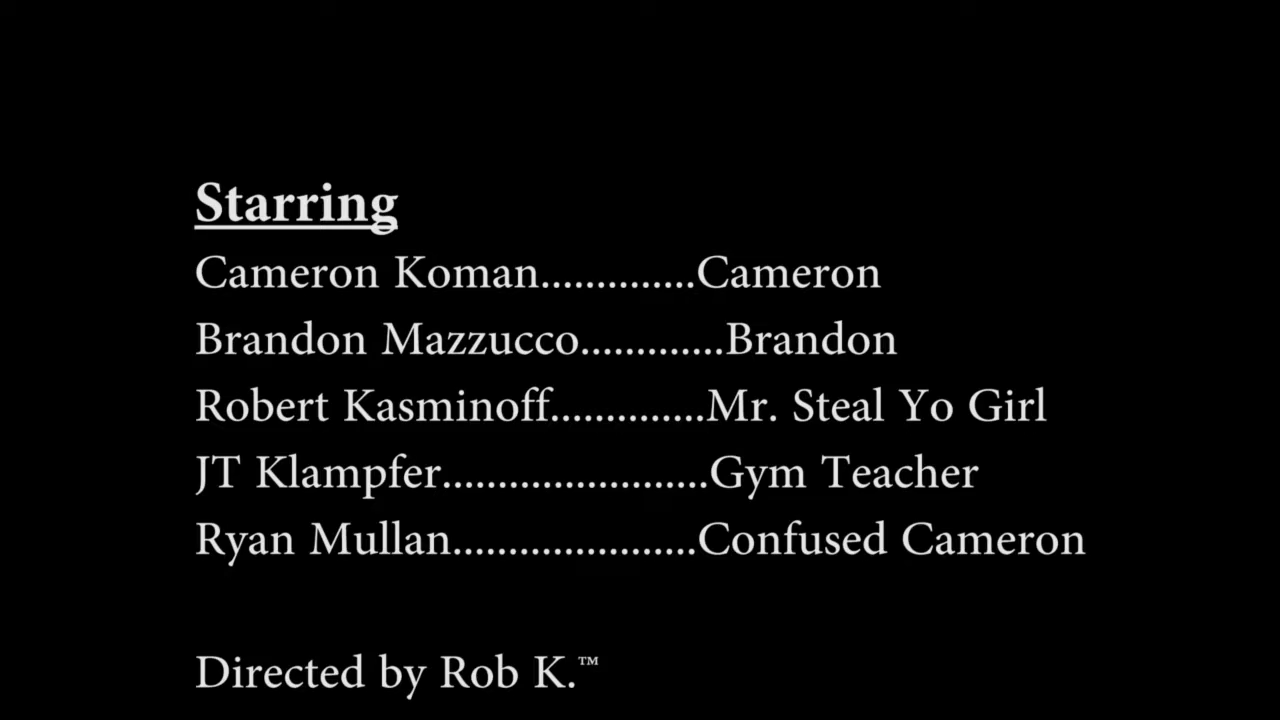 Starring
Cameron Koman..............Cameron
Brandon Mazzucco.............Brandon
Robert Kasminoff..............Mr. Steal Yo Girl
JT Klampfer........................Gym Teacher
Ryan Mullan......................Confused Cameron
Directed by Rob K.™